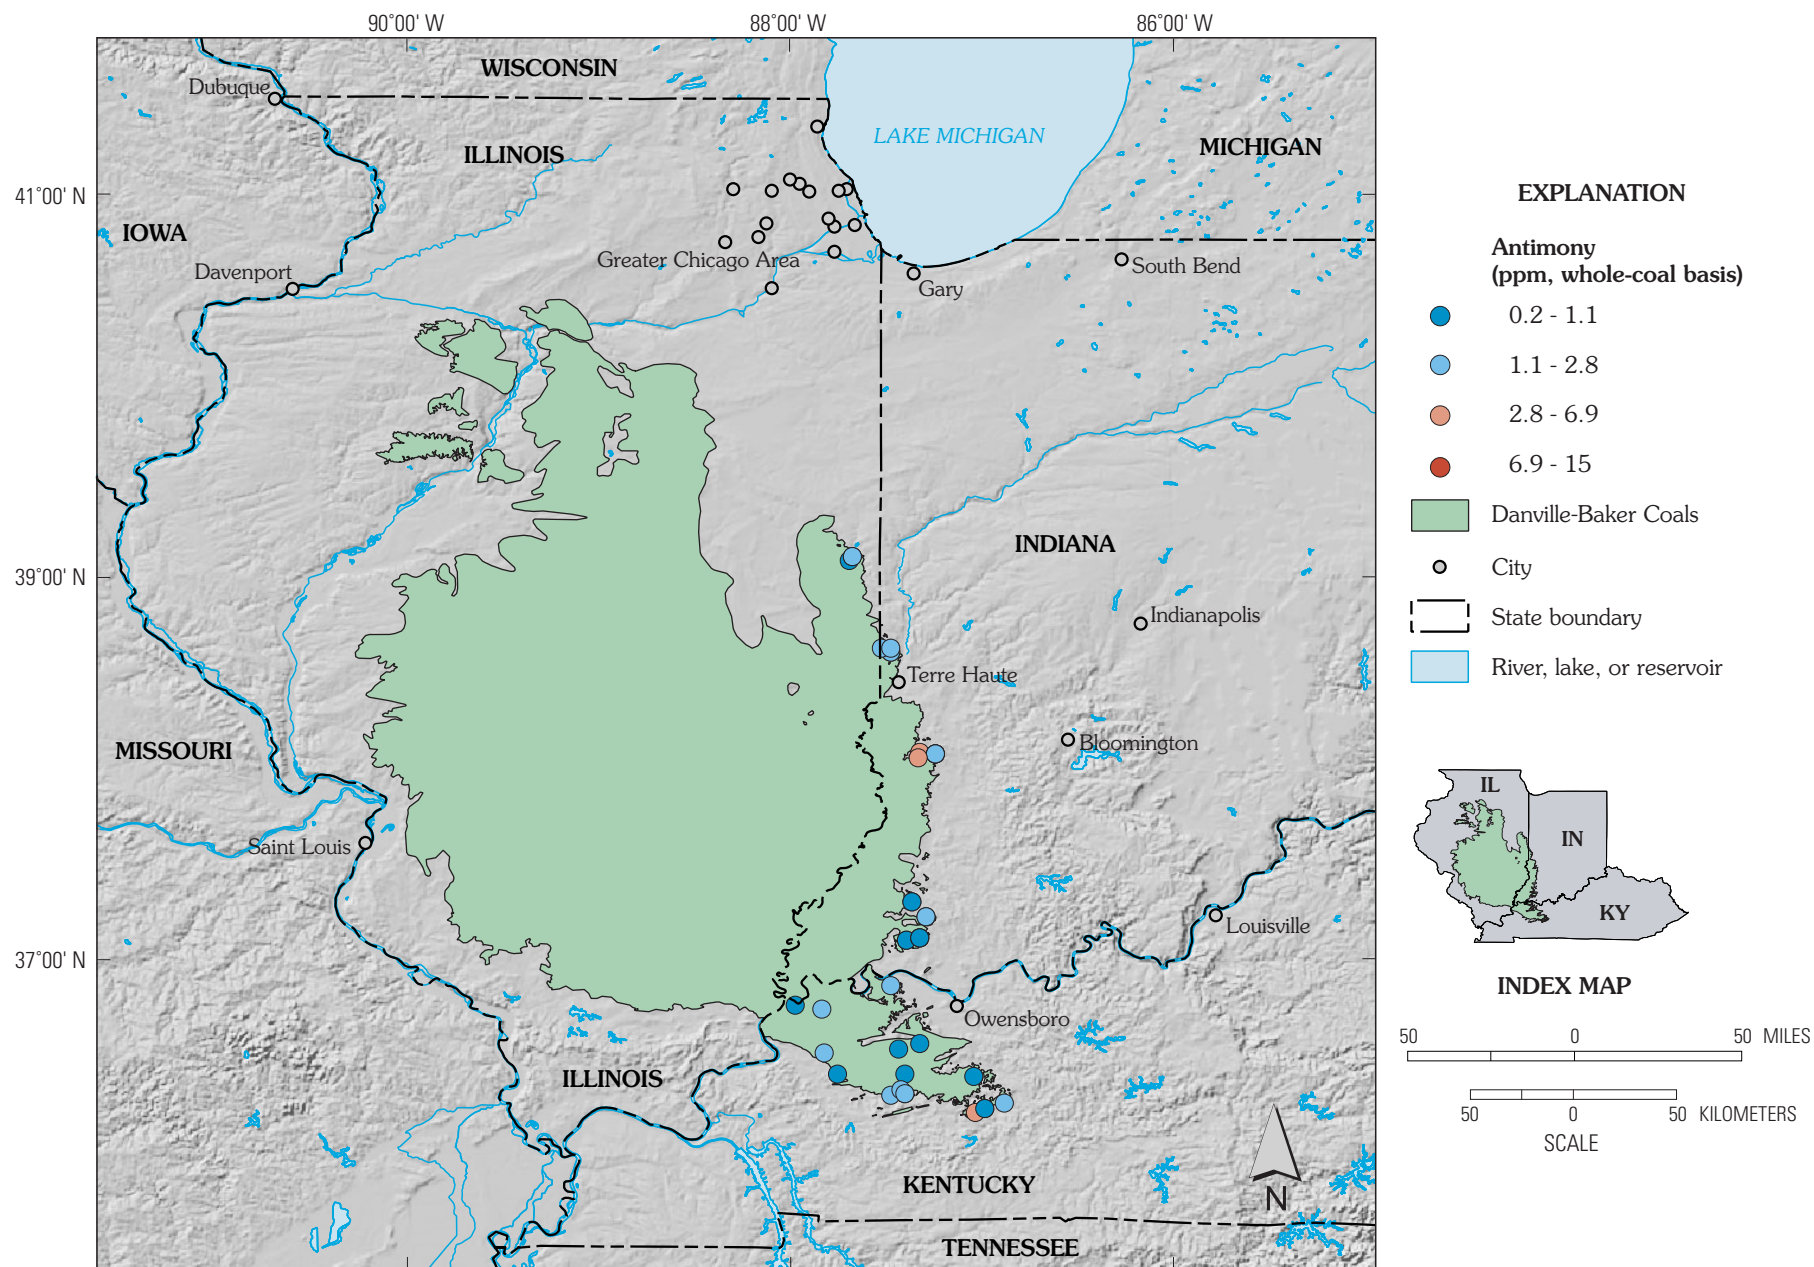 90°00' W
88°00' W
86°00' W
WISCONSIN
Dubuque
LAKE MICHIGAN
ILLINOIS
MICHIGAN
41°00' N
IOWA
Greater Chicago Area
Davenport
South Bend
Gary
INDIANA
39°00' N
Indianapolis
Terre Haute
MISSOURI
Bloomington
Saint Louis
Louisville
37°00' N
Owensboro
ILLINOIS
KENTUCKY
N
TENNESSEE
EXPLANATION
Antimony
(ppm, whole-coal basis)
0.2 - 1.1
1.1 - 2.8
2.8 - 6.9
6.9 - 15
Danville-Baker Coals
City
State boundary
River, lake, or reservoir
IL
IN
KY
INDEX MAP
50 0 50 MILES
50 0 50 KILOMETERS
SCALE